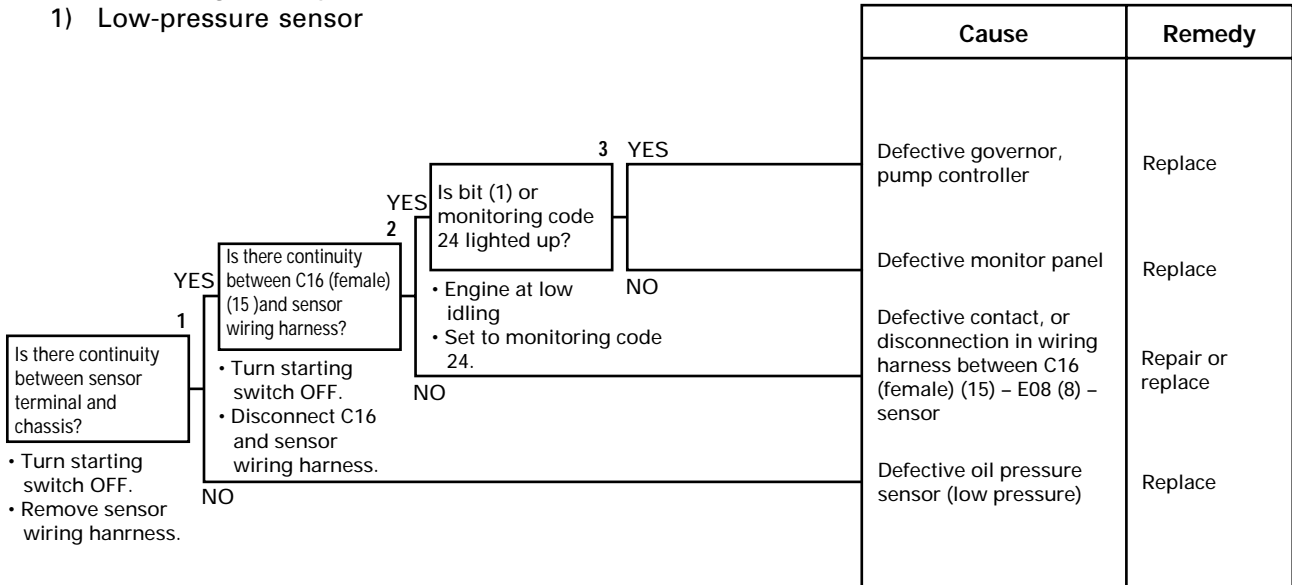 1) Low-pressure sensor
Cause
Remedy
3 YES
Is bit (1) or
monitoring code
24 lighted up?
Defective governor,
pump controller
Replace
YES
2
Is there continuity
between C16 (female)
(15 )and sensor
wiring harness?
NO
• Engine at low
idling
• Set to monitoring code
24.
Defective monitor panel
Replace
YES
1
Is there continuity
between sensor
terminal and
chassis?
• Turn starting
switch OFF.
• Disconnect C16
and sensor
wiring harness.
NO
Defective contact, or
disconnection in wiring
harness between C16
(female) (15) – E08 (8) –
sensor
Repair or
replace
• Turn starting
switch OFF.
• Remove sensor
wiring hanrness.
NO
Defective oil pressure
sensor (low pressure)
Replace